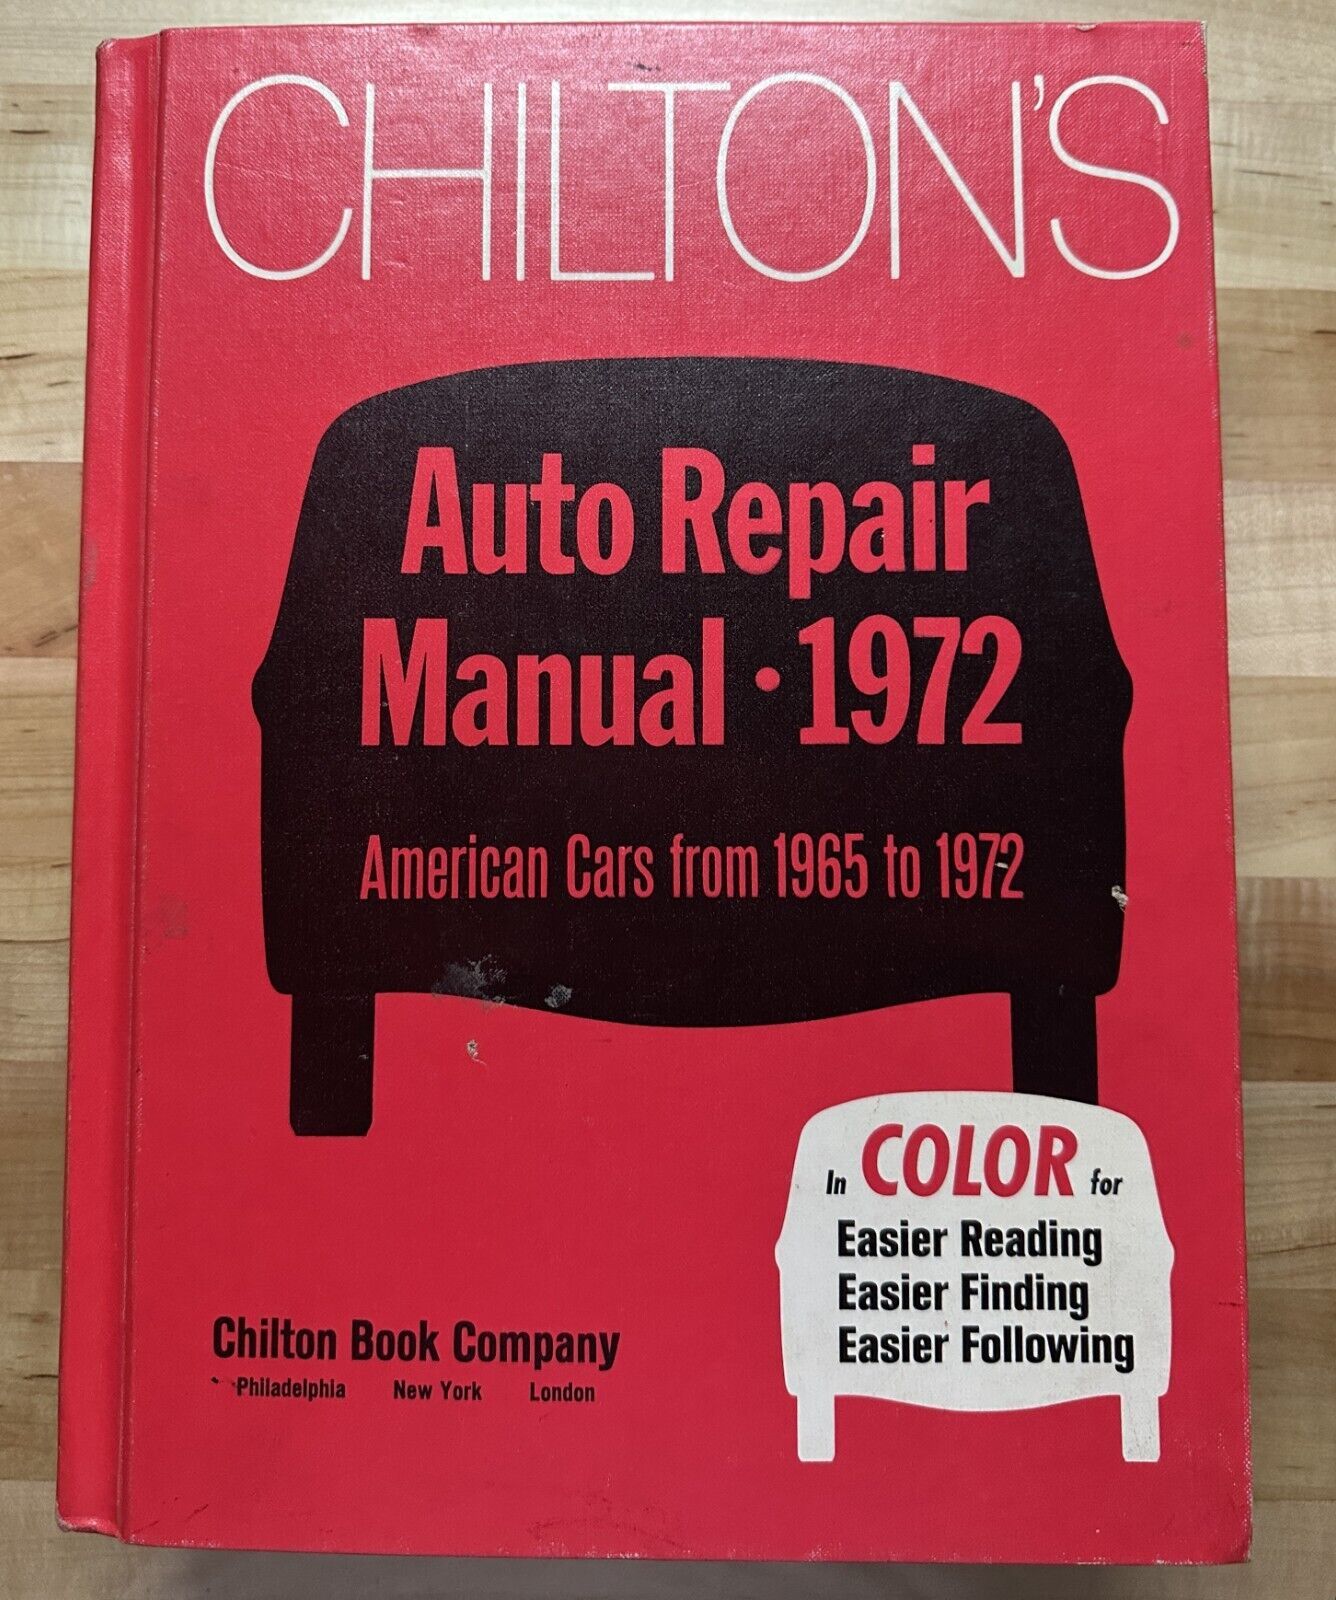 CHILTON'S
Auto Repair
Manual · 1972
American Cars from 1965 to 1972
In COLOR for
Easier Reading
Easier Finding
Easier Following
Chilton Book Company
Philadelphia New York London